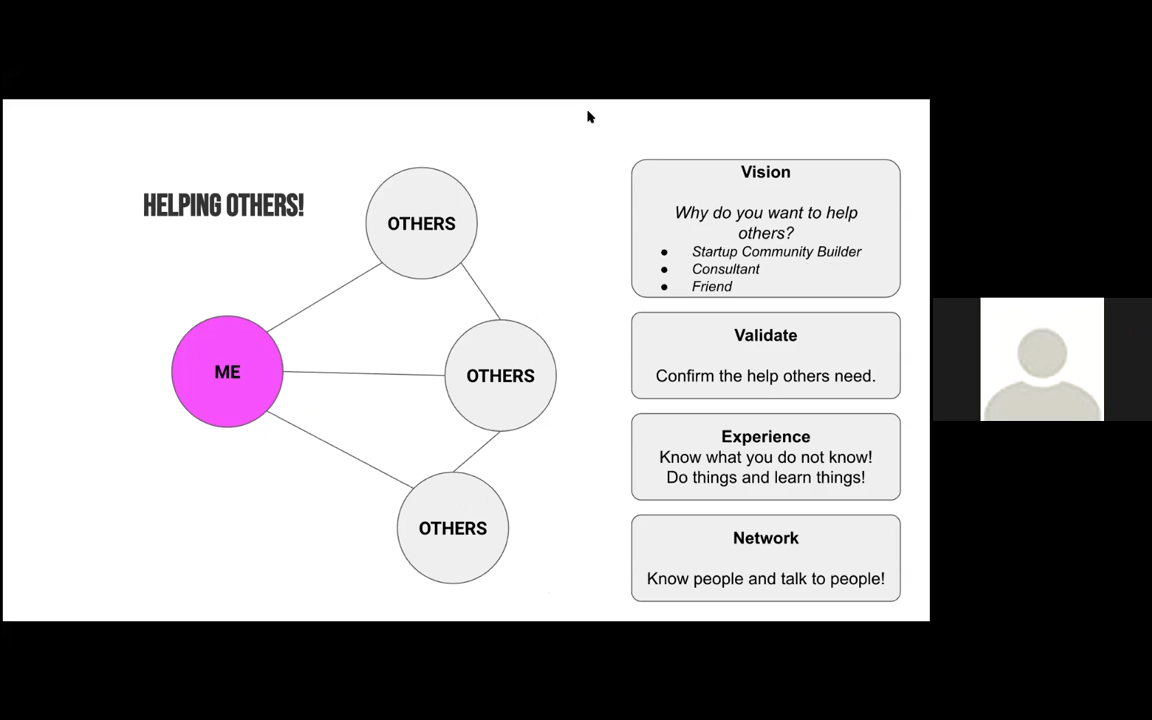 HELPING OTHERS!
OTHERS
ME
OTHERS
OTHERS
Vision
Why do you want to help
others?
● Startup Community Builder
● Consultant
● Friend
Validate
Confirm the help others need.
Experience
Know what you do not know!
Do things and learn things!
Network
Know people and talk to people!